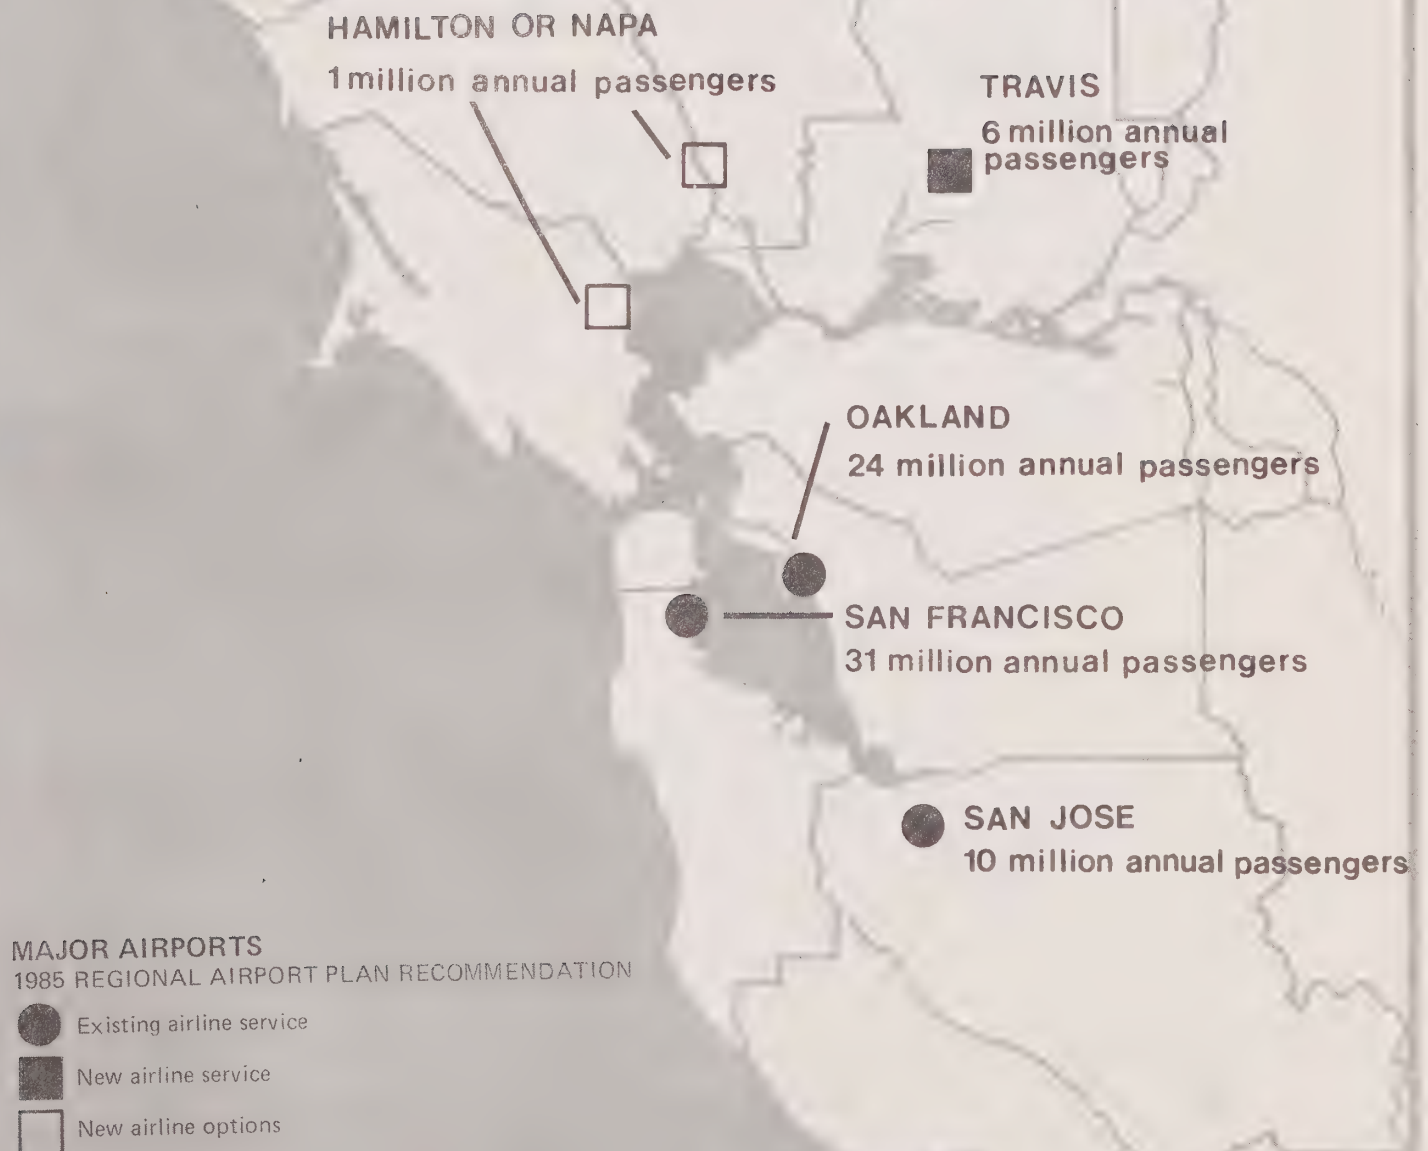 HAMILTON OR NAPA
1 million annual passengers
TRAVIS
6 million annual
passengers
OAKLAND
24 million annual passengers
SAN FRANCISCO
31 million annual passengers
SAN JOSE
10 million annual passengers
MAJOR AIRPORTS
1985 REGIONAL AIRPORT PLAN RECOMMENDATION
Existing airline service
New airline service
New airline options